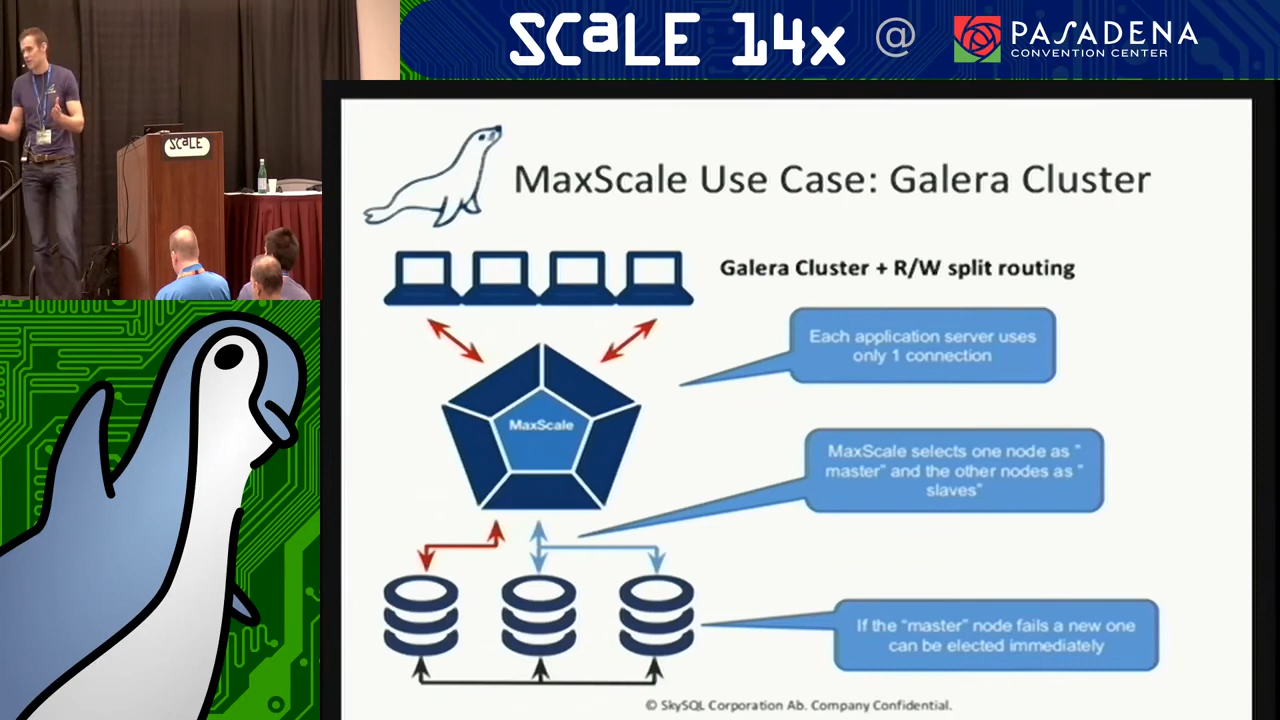 SCaLE 14x @ PASADENA
CONVENTION CENTER
SCaLE
MaxScale Use Case: Galera Cluster
Galera Cluster + R/W split routing
Each application server uses
only 1 connection
MaxScale
MaxScale selects one node as "
master" and the other nodes as "
slaves"
If the "master" node fails a new one
can be elected immediately
© SkySQL Corporation Ab. Company Confidential.